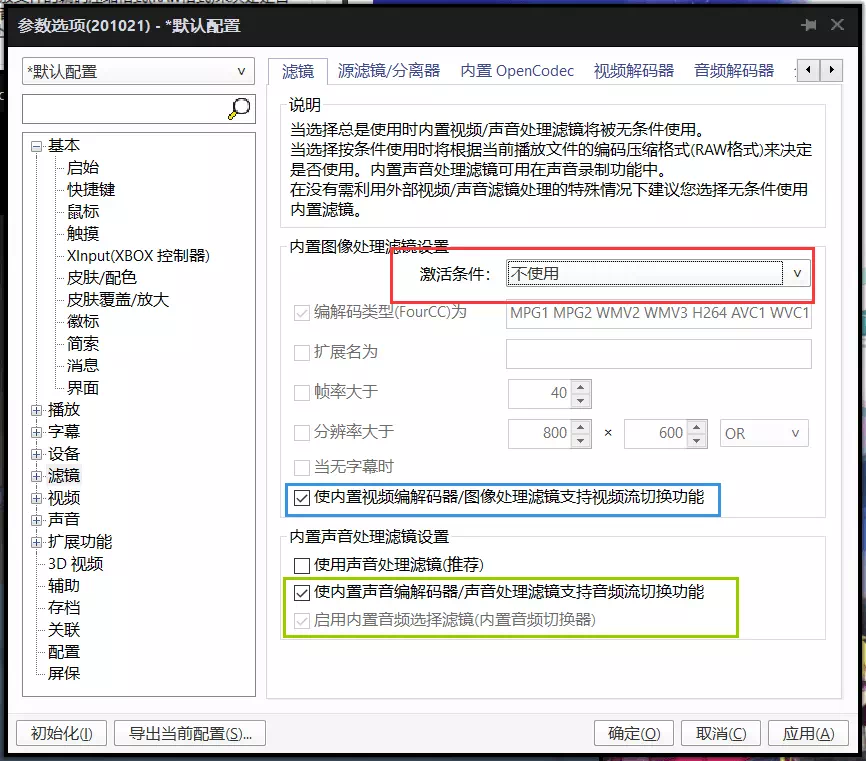 参数选项(201021) - *默认配置
*默认配置
基本
启始
快捷键
鼠标
触摸
XInput(XBOX 控制器)
皮肤/配色
皮肤覆盖/放大
徽标
简索
消息
界面
播放
字幕
设备
滤镜
视频
声音
扩展功能
3D 视频
辅助
存档
关联
配置
屏保
滤镜 源滤镜/分离器 内置 OpenCodec 视频解码器 音频解码器
说明
当选择总是使用时内置视频/声音处理滤镜将被无条件使用。
当选择按条件使用时将根据当前播放文件的编码压缩格式(RAW格式)来决定
是否使用。内置声音处理滤镜可用在声音录制功能中。
在没有需利用外部视频/声音滤镜处理的特殊情况下建议您选择无条件使用
内置滤镜。
内置图像处理滤镜设置
激活条件: 不使用
编解码类型(FourCC)为 MPG1 MPG2 WMV2 WMV3 H264 AVC1 WVC1
扩展名为
帧率大于 40
分辨率大于 800 × 600 OR
当无字幕时
使内置视频编解码器/图像处理滤镜支持视频流切换功能
内置声音处理滤镜设置
使用声音处理滤镜(推荐)
使内置声音编解码器/声音处理滤镜支持音频流切换功能
启用内置音频选择滤镜(内置音频切换器)
初始化(I) 导出当前配置(S)... 确定(O) 取消(C) 应用(A)